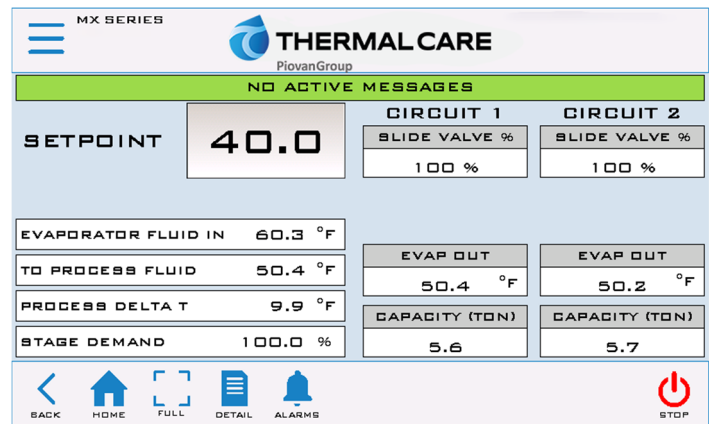 MX SERIES
THERMAL CARE
PiovanGroup
NO ACTIVE MESSAGES
SETPOINT 40.0
CIRCUIT 1 CIRCUIT 2
SLIDE VALVE % SLIDE VALVE %
100 % 100 %
EVAPORATOR FLUID IN 60.3 °F
TO PROCESS FLUID 50.4 °F
PROCESS DELTA T 9.9 °F
STAGE DEMAND 100.0 %
EVAP OUT EVAP OUT
50.4 °F 50.2 °F
CAPACITY (TON) CAPACITY (TON)
5.6 5.7
BACK HOME FULL DETAIL ALARMS STOP